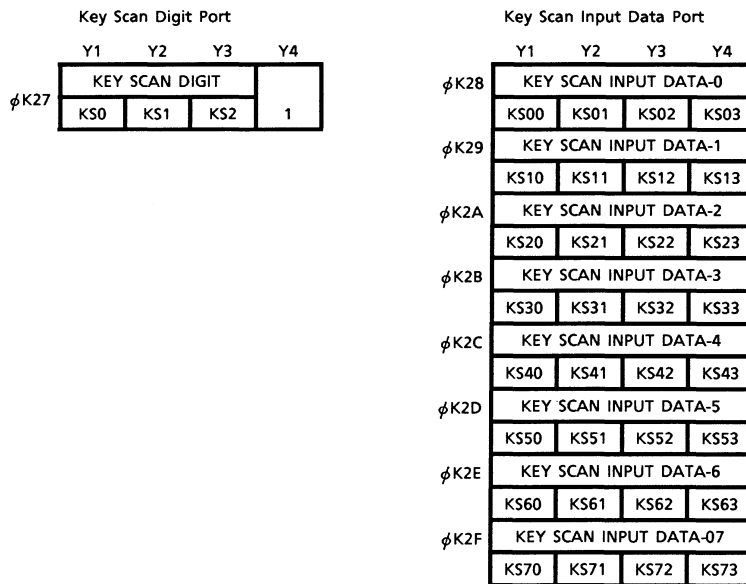 Key Scan Digit Port
Y1 Y2 Y3 Y4
ϕK27
KEY SCAN DIGIT
KS0 KS1 KS2 1
Key Scan Input Data Port
Y1 Y2 Y3 Y4
ϕK28 KEY SCAN INPUT DATA-0
KS00 KS01 KS02 KS03
ϕK29 KEY SCAN INPUT DATA-1
KS10 KS11 KS12 KS13
ϕK2A KEY SCAN INPUT DATA-2
KS20 KS21 KS22 KS23
ϕK2B KEY SCAN INPUT DATA-3
KS30 KS31 KS32 KS33
ϕK2C KEY SCAN INPUT DATA-4
KS40 KS41 KS42 KS43
ϕK2D KEY SCAN INPUT DATA-5
KS50 KS51 KS52 KS53
ϕK2E KEY SCAN INPUT DATA-6
KS60 KS61 KS62 KS63
ϕK2F KEY SCAN INPUT DATA-07
KS70 KS71 KS72 KS73